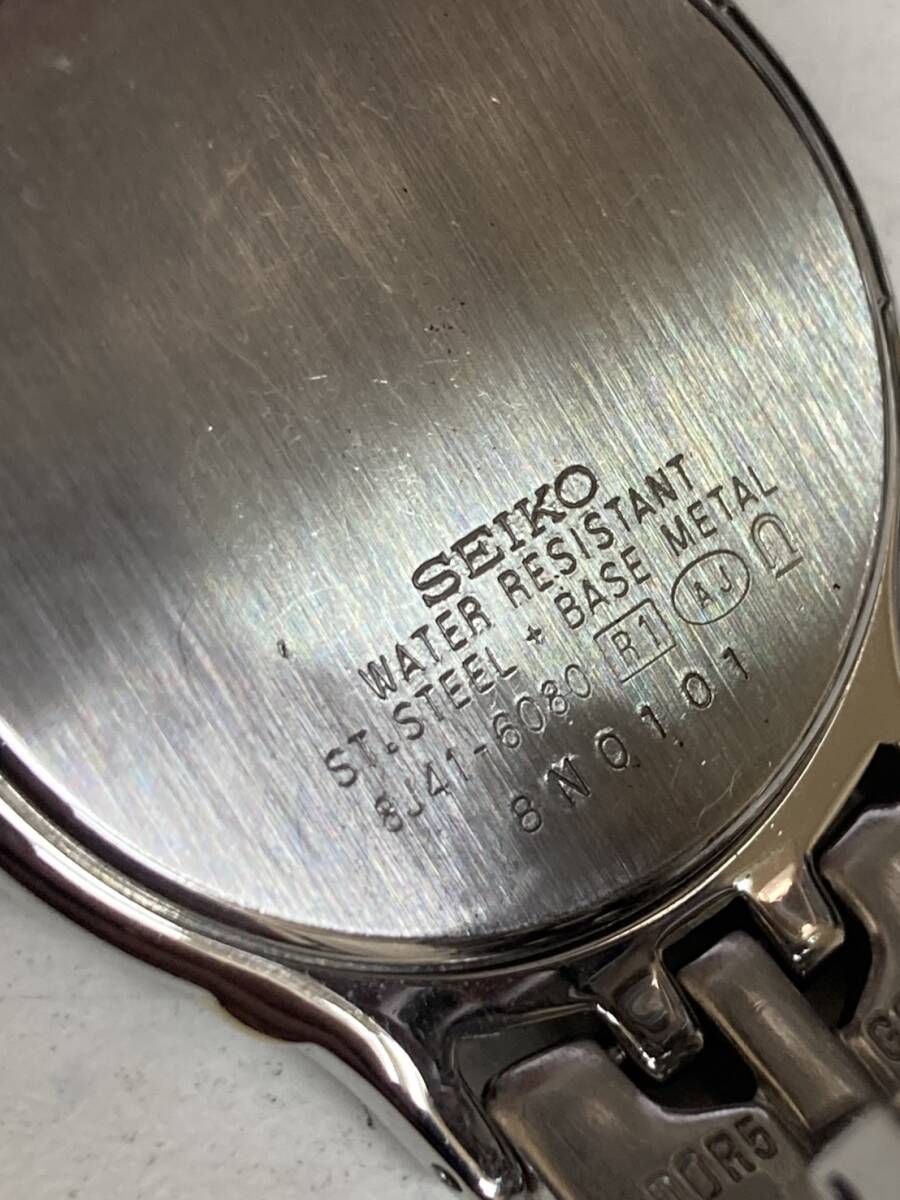 SEIKO
WATER RESISTANT
ST.STEEL + BASE METAL
8J41-6080 R1 AJ Ω
8N0101